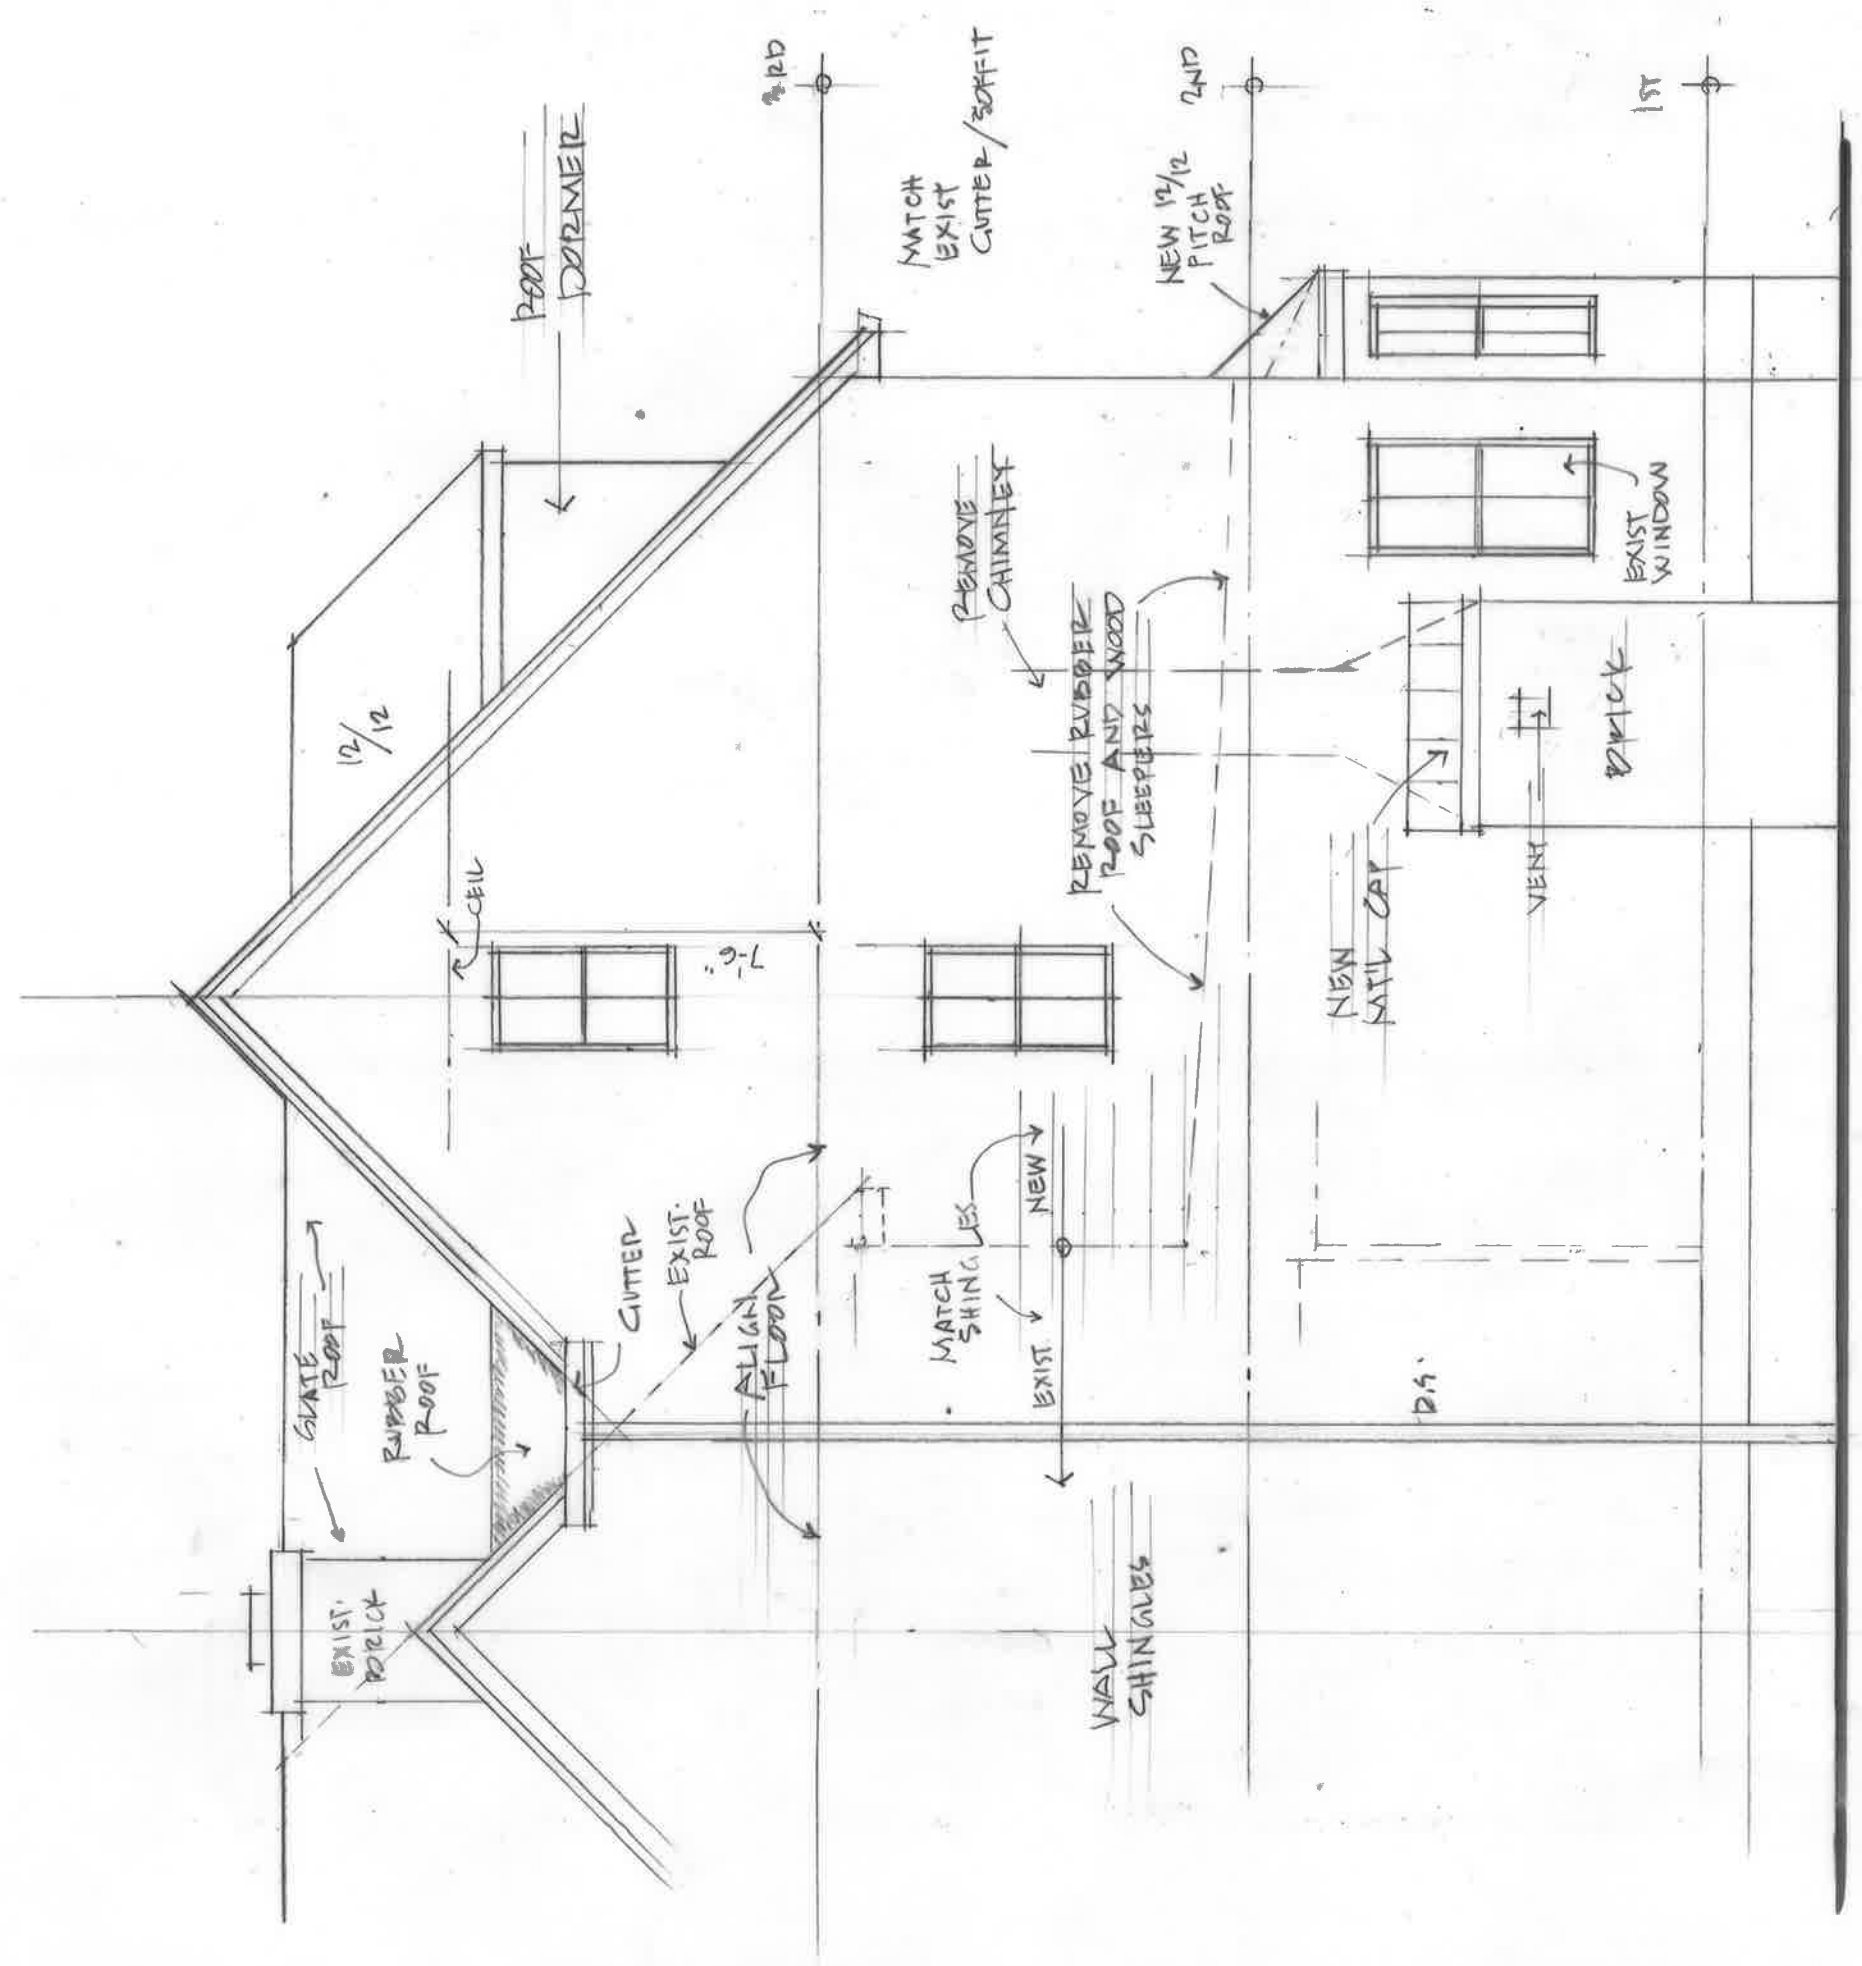 ROOF
DORMER
3RD
MATCH
EXIST
GUTTER/SOFFIT
2ND
NEW 12/12
PITCH
ROOF
1ST
12/12
REMOVE
CHIMNEY
REMOVE RUBBER
ROOF AND WOOD
SLEEPERS
EXIST
WINDOW
BRICK
VENT
NEW
MT'L CAP
CEIL
7'-6"
SLATE
ROOF
RUBBER
ROOF
GUTTER
EXIST.
ROOF
ALIGN
FLOOR
MATCH
SHINGLES
EXIST
NEW
D.S.
EXIST.
BRICK
WALL
SHINGLES